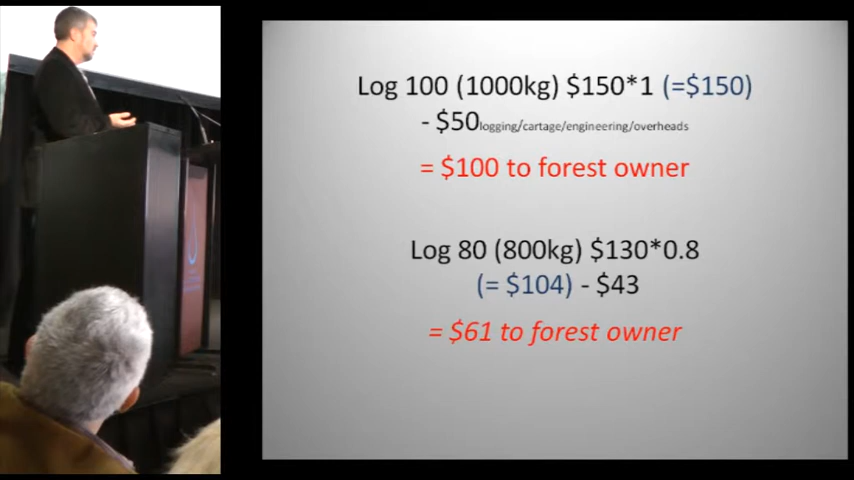 Log 100 (1000kg) $150*1 (=$150)
- $50logging/cartage/engineering/overheads
= $100 to forest owner
Log 80 (800kg) $130*0.8
(= $104) - $43
= $61 to forest owner